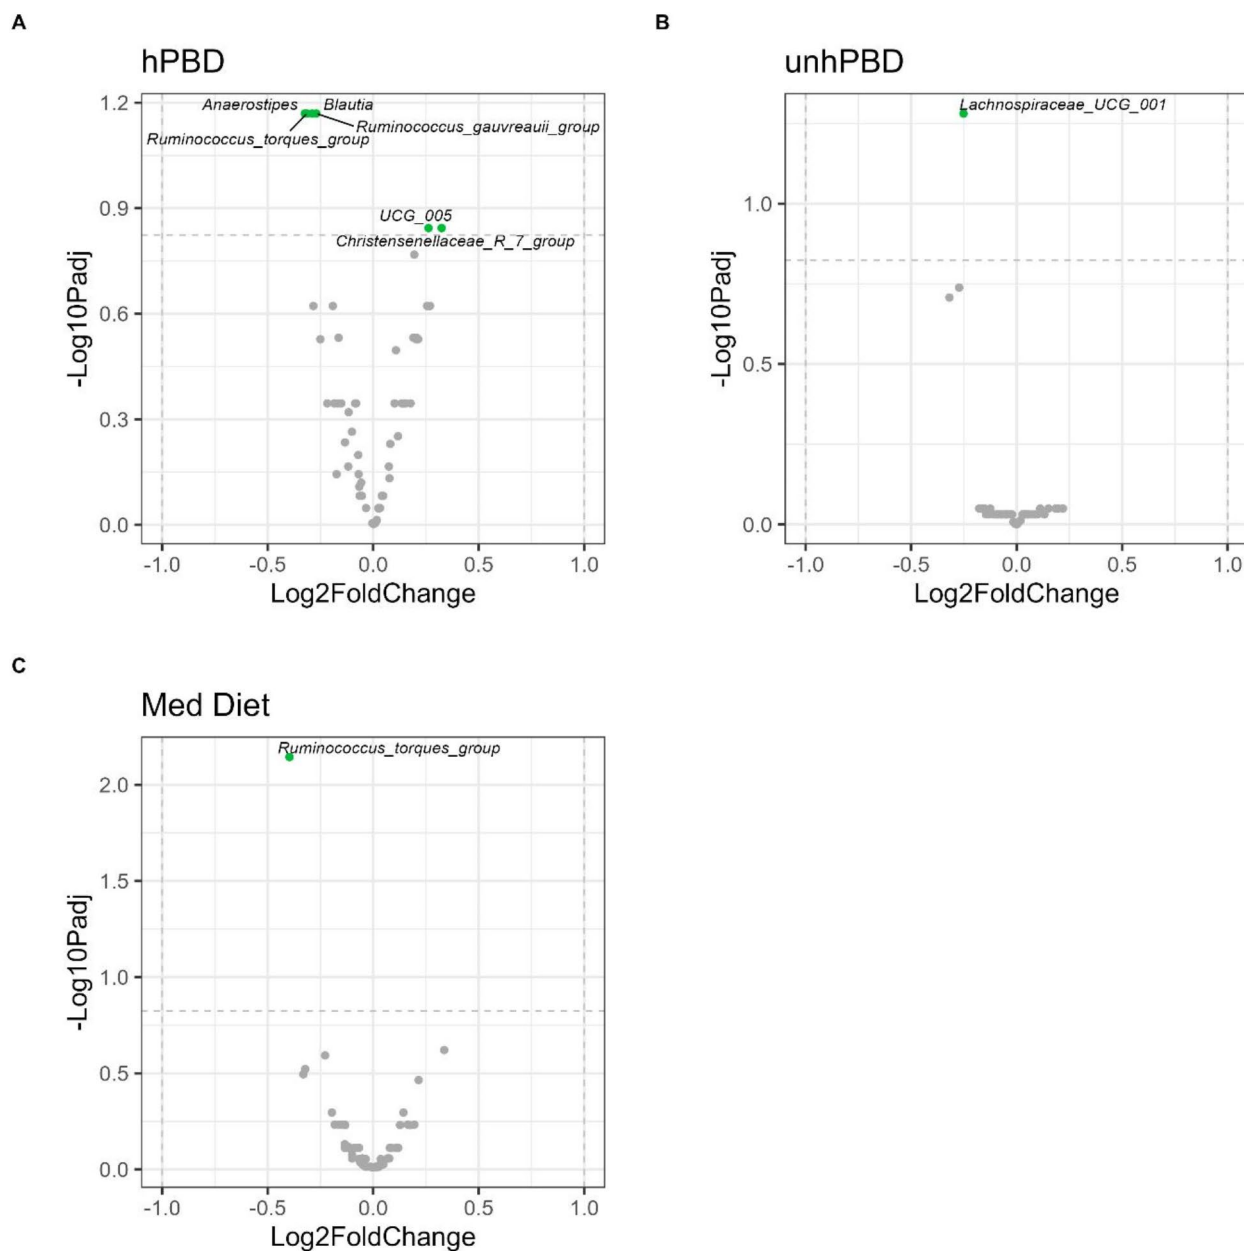 A
hPBD
1.2
Anaerostipes
Blautia
Ruminococcus_torques_group
Ruminococcus_gauvreauii_group
0.9
UCG_005
Christensenellaceae_R_7_group
0.6
0.3
0.0
-Log10Padj
-1.0 -0.5 0.0 0.5 1.0
Log2FoldChange
B
unhPBD
Lachnospiraceae_UCG_001
1.0
0.5
0.0
-Log10Padj
-1.0 -0.5 0.0 0.5 1.0
Log2FoldChange
C
Med Diet
Ruminococcus_torques_group
2.0
1.5
1.0
0.5
0.0
-Log10Padj
-1.0 -0.5 0.0 0.5 1.0
Log2FoldChange